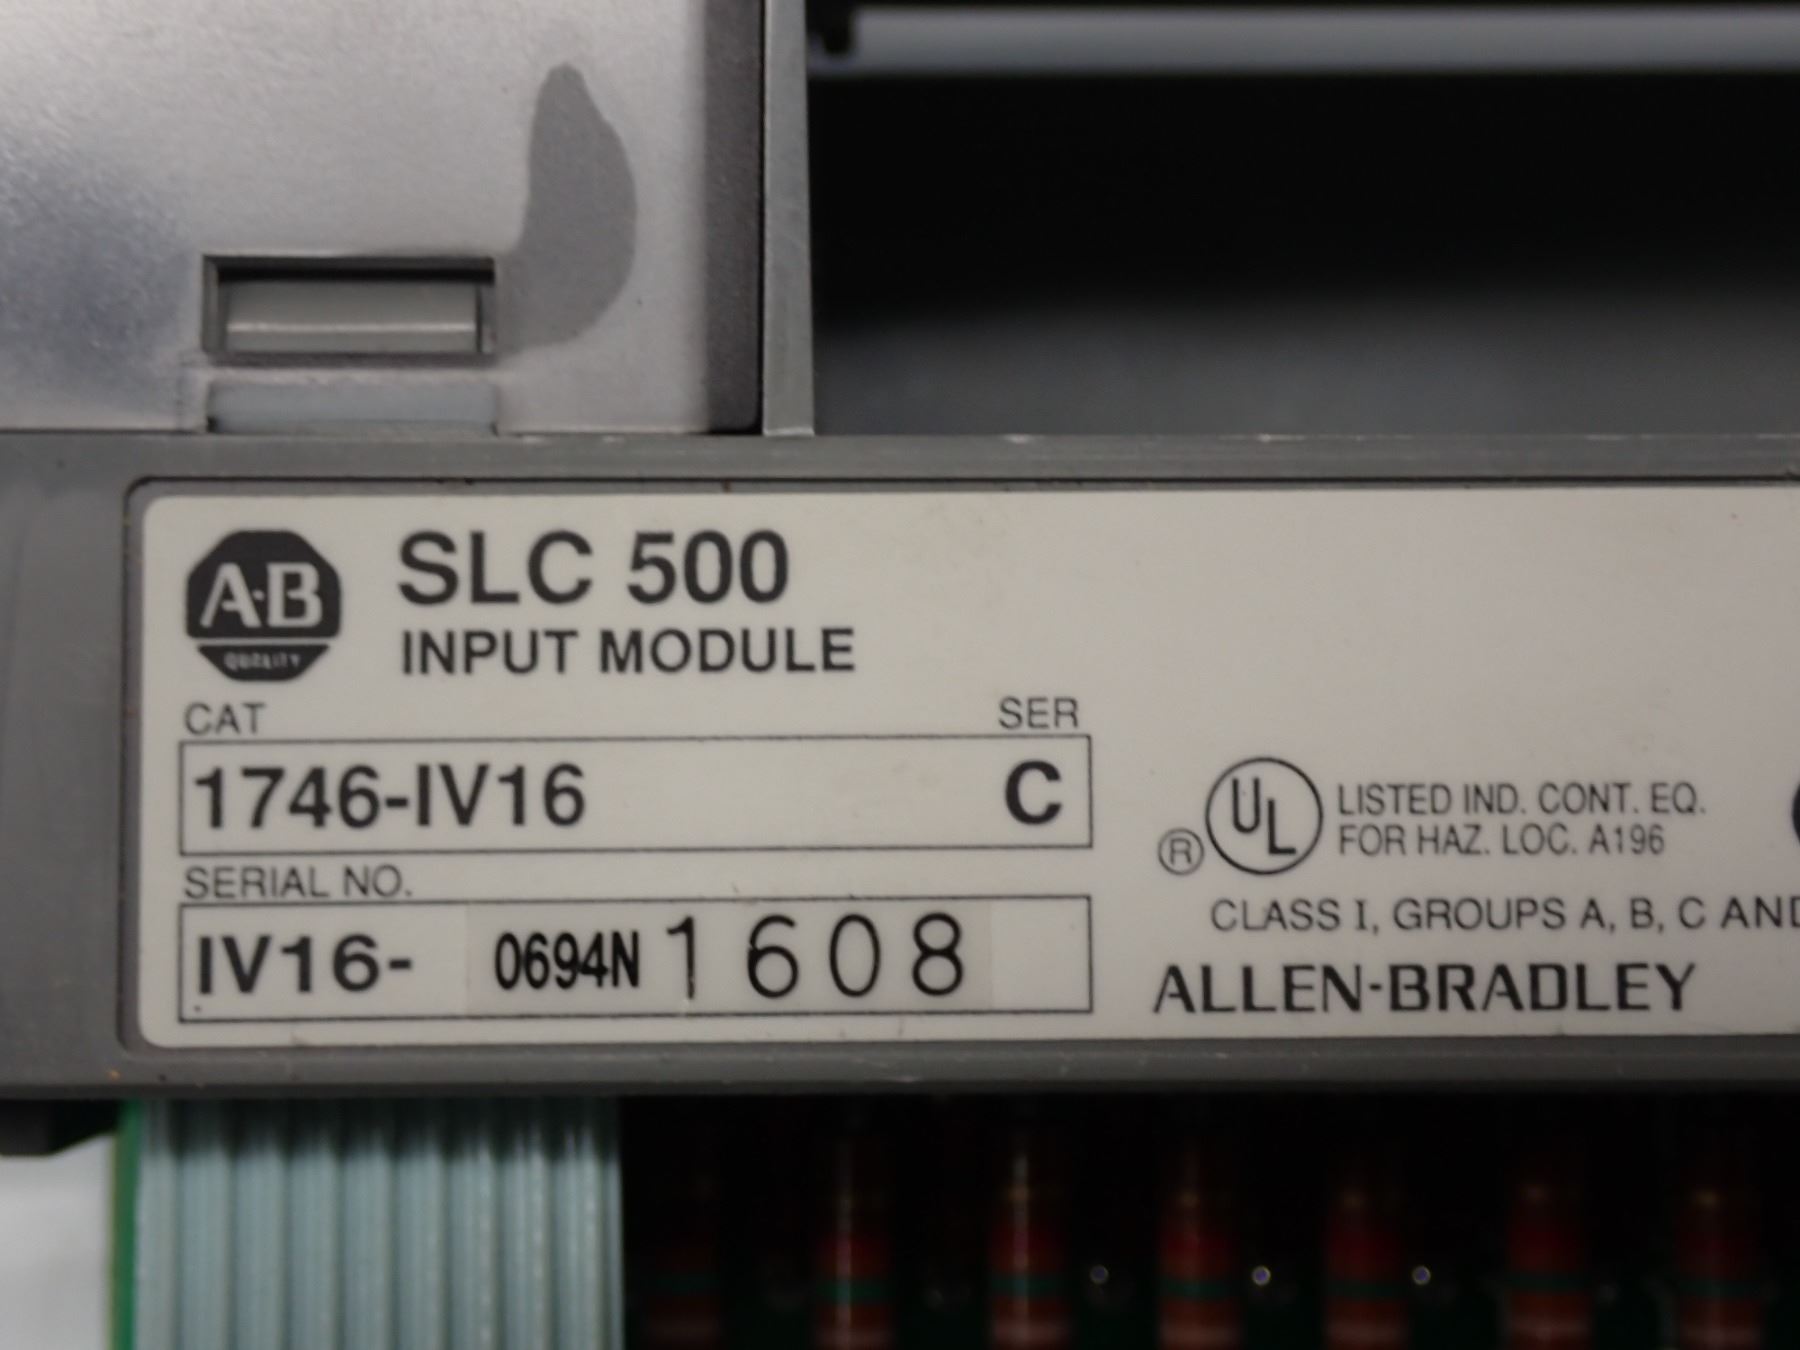 A·B
QUALITY
SLC 500
INPUT MODULE
CAT SER
1746-IV16 C
SERIAL NO.
IV16- 0694N 1608
® UL LISTED IND. CONT. EQ.
FOR HAZ. LOC. A196
CLASS I, GROUPS A, B, C AND
ALLEN-BRADLEY